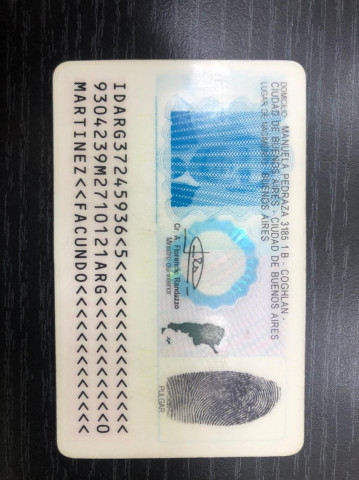 DOMICILIO: MANUELA PEDRAZA 3185 1 B - COGHLAN -
CIUDAD DE BUENOS AIRES - CIUDAD DE BUENOS AIRES
LUGAR DE NACIMIENTO: BUENOS AIRES
Cr. A. Florencio Randazzo
Ministro del Interior
PULGAR
IDARG37245936<5<<<<<<<<<<<<<<<
9304239M2710121ARG<<<<<<<<<<<0
MARTINEZ<<FACUNDO<<<<<<<<<<<<<